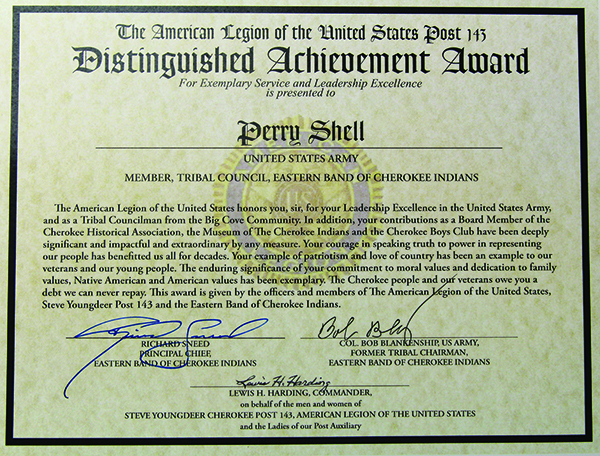 The American Legion of the United States Post 143
Distinguished Achievement Award
For Exemplary Service and Leadership Excellence
is presented to
Perry Shell
UNITED STATES ARMY
MEMBER, TRIBAL COUNCIL, EASTERN BAND OF CHEROKEE INDIANS
The American Legion of the United States honors you, sir, for your Leadership Excellence in the United States Army,
and as a Tribal Councilman from the Big Cove Community. In addition, your contributions as a Board Member of the
Cherokee Historical Association, the Museum of The Cherokee Indians and the Cherokee Boys Club have been deeply
significant and impactful and extraordinary by any measure. Your courage in speaking truth to power in representing
our people has benefitted us all for decades. Your example of patriotism and love of country has been an example to our
veterans and our young people. The enduring significance of your commitment to moral values and dedication to family
values, Native American and American values has been exemplary. The Cherokee people and our veterans owe you a
debt we can never repay. This award is given by the officers and members of The American Legion of the United States,
Steve Youngdeer Post 143 and the Eastern Band of Cherokee Indians.
RICHARD SNEED
PRINCIPAL CHIEF,
EASTERN BAND OF CHEROKEE INDIANS
COL. BOB BLANKENSHIP, US ARMY,
FORMER TRIBAL CHAIRMAN,
EASTERN BAND OF CHEROKEE INDIANS
Lewis H. Harding
LEWIS H. HARDING, COMMANDER,
on behalf of the men and women of
STEVE YOUNGDEER CHEROKEE POST 143, AMERICAN LEGION OF THE UNITED STATES
and the Ladies of our Post Auxiliary